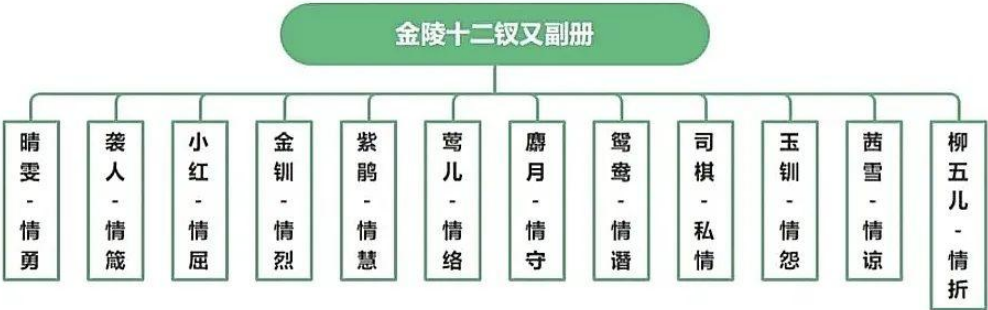 金陵十二钗又副册
晴雯-情勇
袭人-情箴
小红-情屈
金钏-情烈
紫鹃-情慧
莺儿-情络
麝月-情守
鸳鸯-情谐
司棋-私情
玉钏-情怨
茜雪-情谅
柳五儿-情折